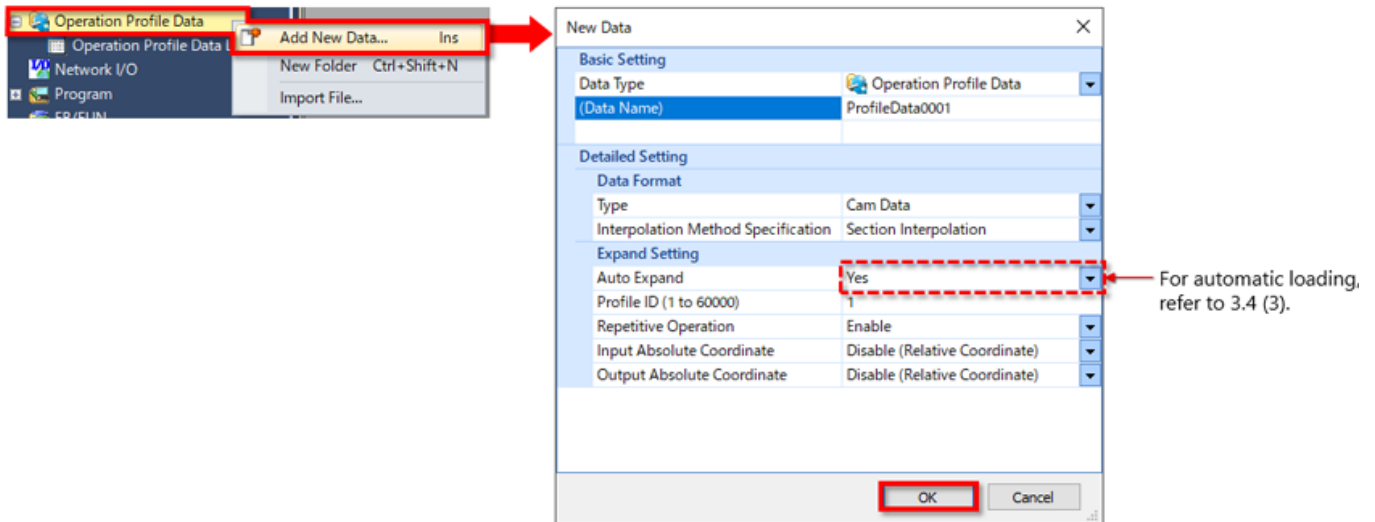 Operation Profile Data
Operation Profile Data
Network I/O
Program
FB/FUN
Add New Data... Ins
New Folder Ctrl+Shift+N
Import File...
New Data
Basic Setting
Data Type Operation Profile Data
(Data Name) ProfileData0001
Detailed Setting
Data Format
Type Cam Data
Interpolation Method Specification Section Interpolation
Expand Setting
Auto Expand Yes
Profile ID (1 to 60000) 1
Repetitive Operation Enable
Input Absolute Coordinate Disable (Relative Coordinate)
Output Absolute Coordinate Disable (Relative Coordinate)
OK Cancel
For automatic loading,
refer to 3.4 (3).